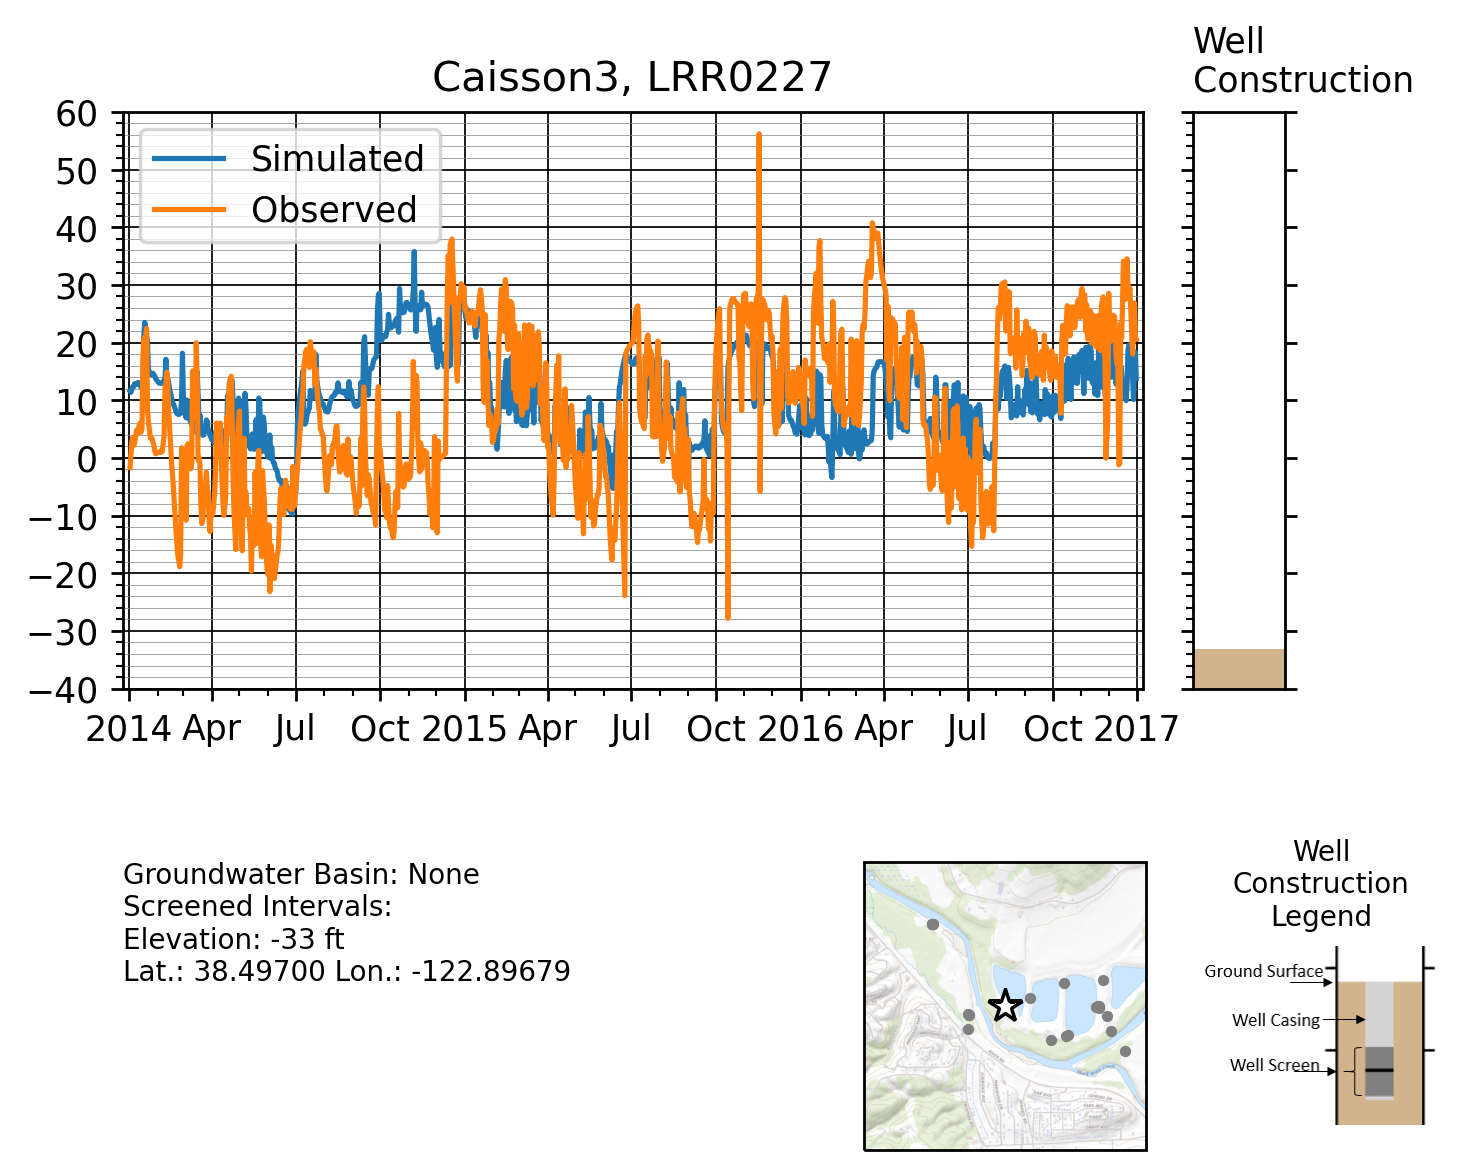 Well
Construction
Caisson3, LRR0227
60
50
40
30
20
10
0
−10
−20
−30
−40
Simulated
Observed
2014 Apr Jul Oct 2015 Apr Jul Oct 2016 Apr Jul Oct 2017
Groundwater Basin: None
Screened Intervals:
Elevation: -33 ft
Lat.: 38.49700 Lon.: -122.89679
Well
Construction
Legend
Ground Surface
Well Casing
Well Screen